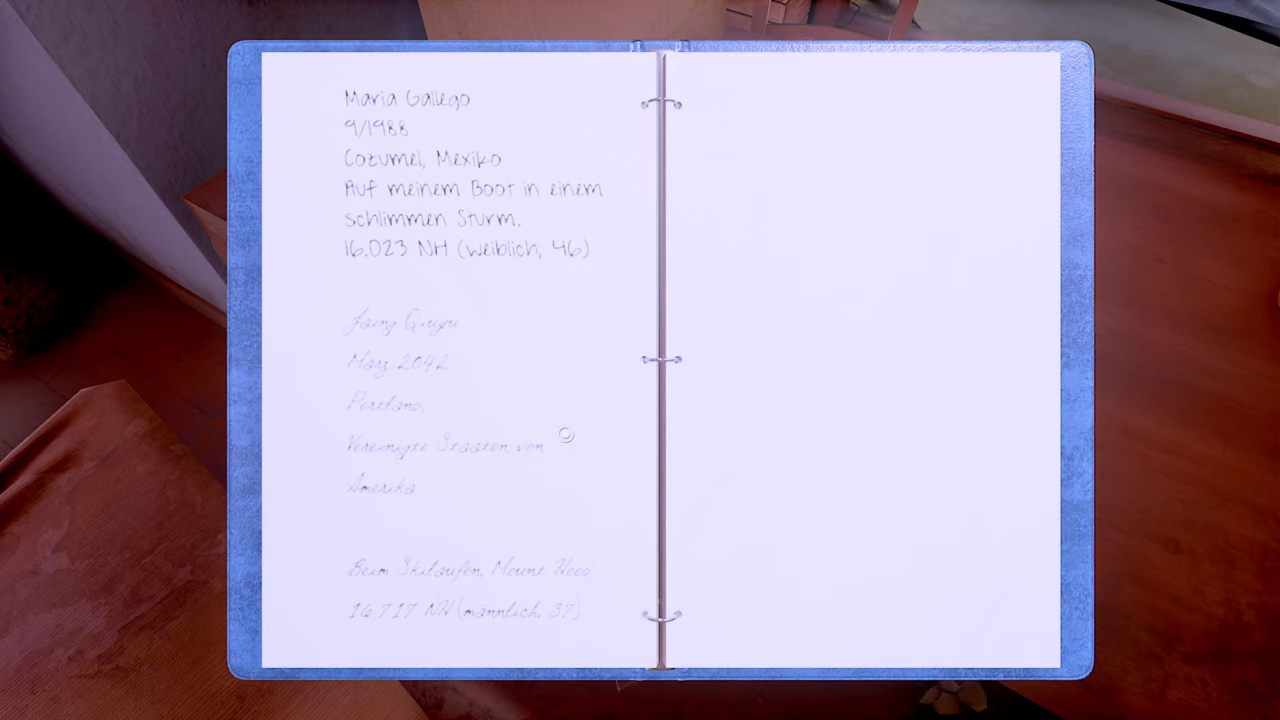 Maria Gallego
9/1988
Cozumel, Mexiko
Auf meinem Boot in einem
schlimmen Sturm.
16.023 NH (weiblich, 46)
März 2042
Portland,
Vereinigte Staaten von
Amerika
Beim Skilaufen, Mount Hood
16.717 NH (männlich, 37)